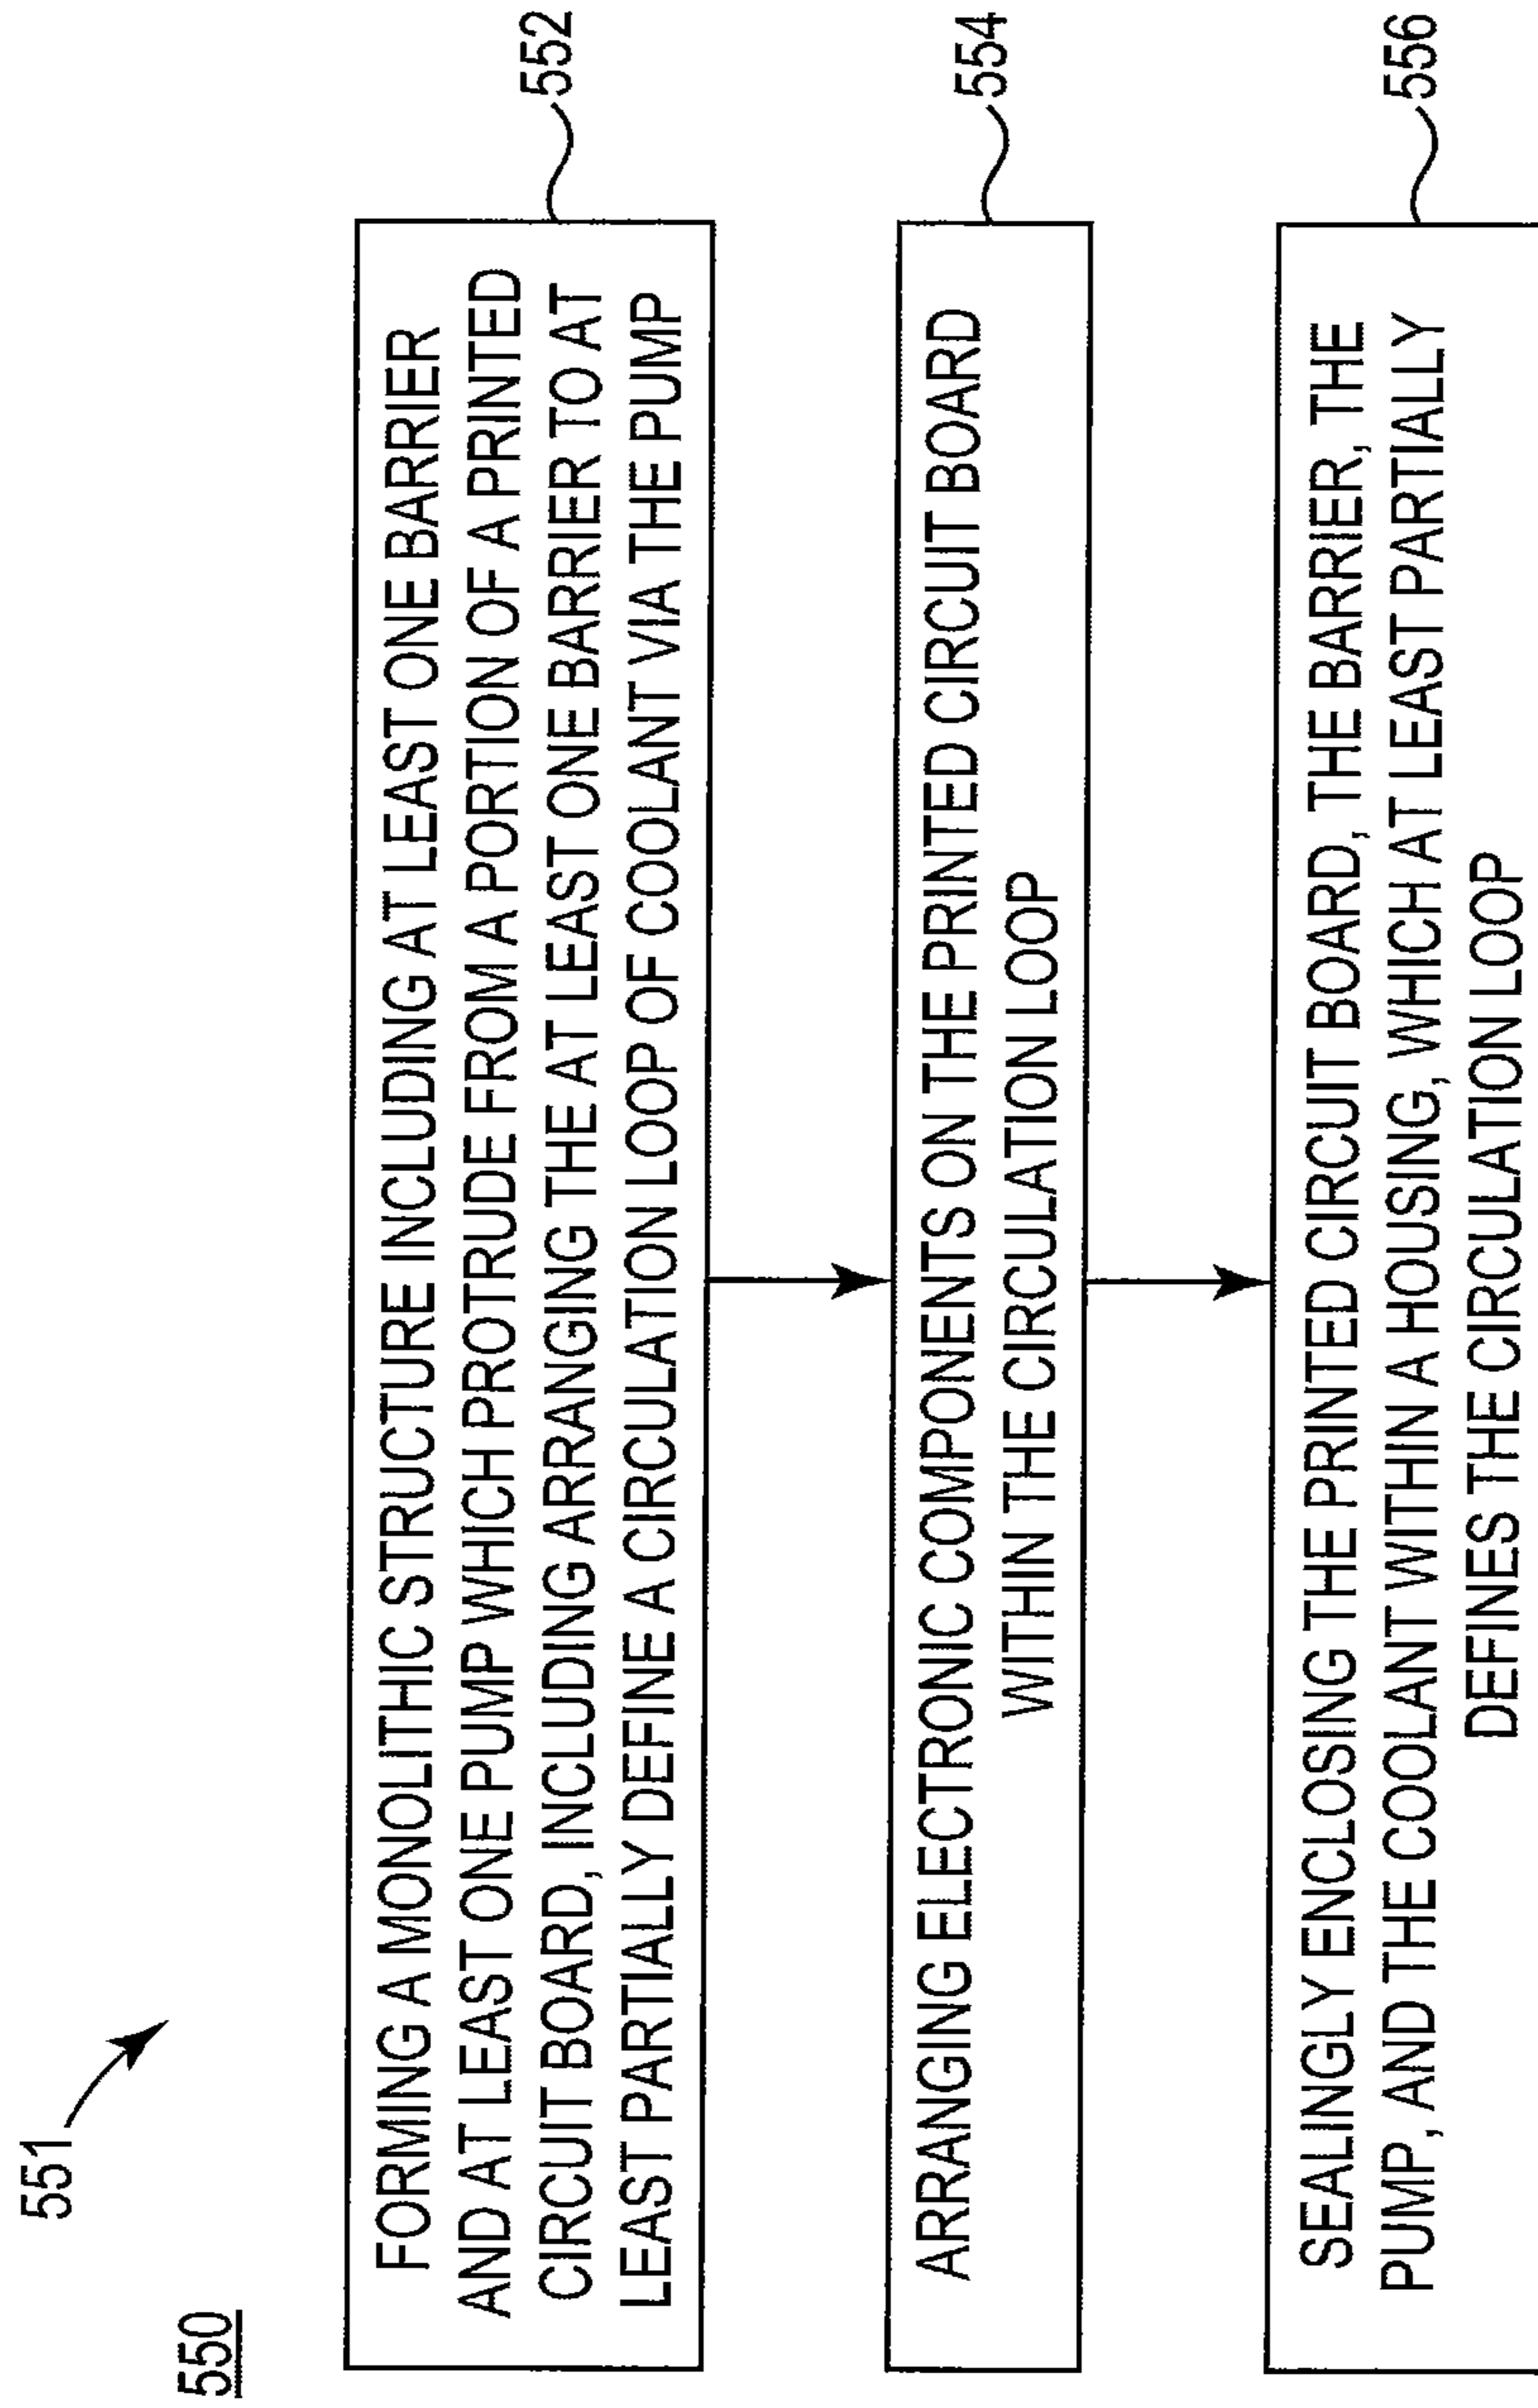 551
550
FORMING A MONOLITHIC STRUCTURE INCLUDING AT LEAST ONE BARRIER
AND AT LEAST ONE PUMP WHICH PROTRUDE FROM A PORTION OF A PRINTED
CIRCUIT BOARD, INCLUDING ARRANGING THE AT LEAST ONE BARRIER TO AT
LEAST PARTIALLY DEFINE A CIRCULATION LOOP OF COOLANT VIA THE PUMP
552
ARRANGING ELECTRONIC COMPONENTS ON THE PRINTED CIRCUIT BOARD
WITHIN THE CIRCULATION LOOP
554
SEALINGLY ENCLOSING THE PRINTED CIRCUIT BOARD, THE BARRIER, THE
PUMP, AND THE COOLANT WITHIN A HOUSING, WHICH AT LEAST PARTIALLY
DEFINES THE CIRCULATION LOOP
556